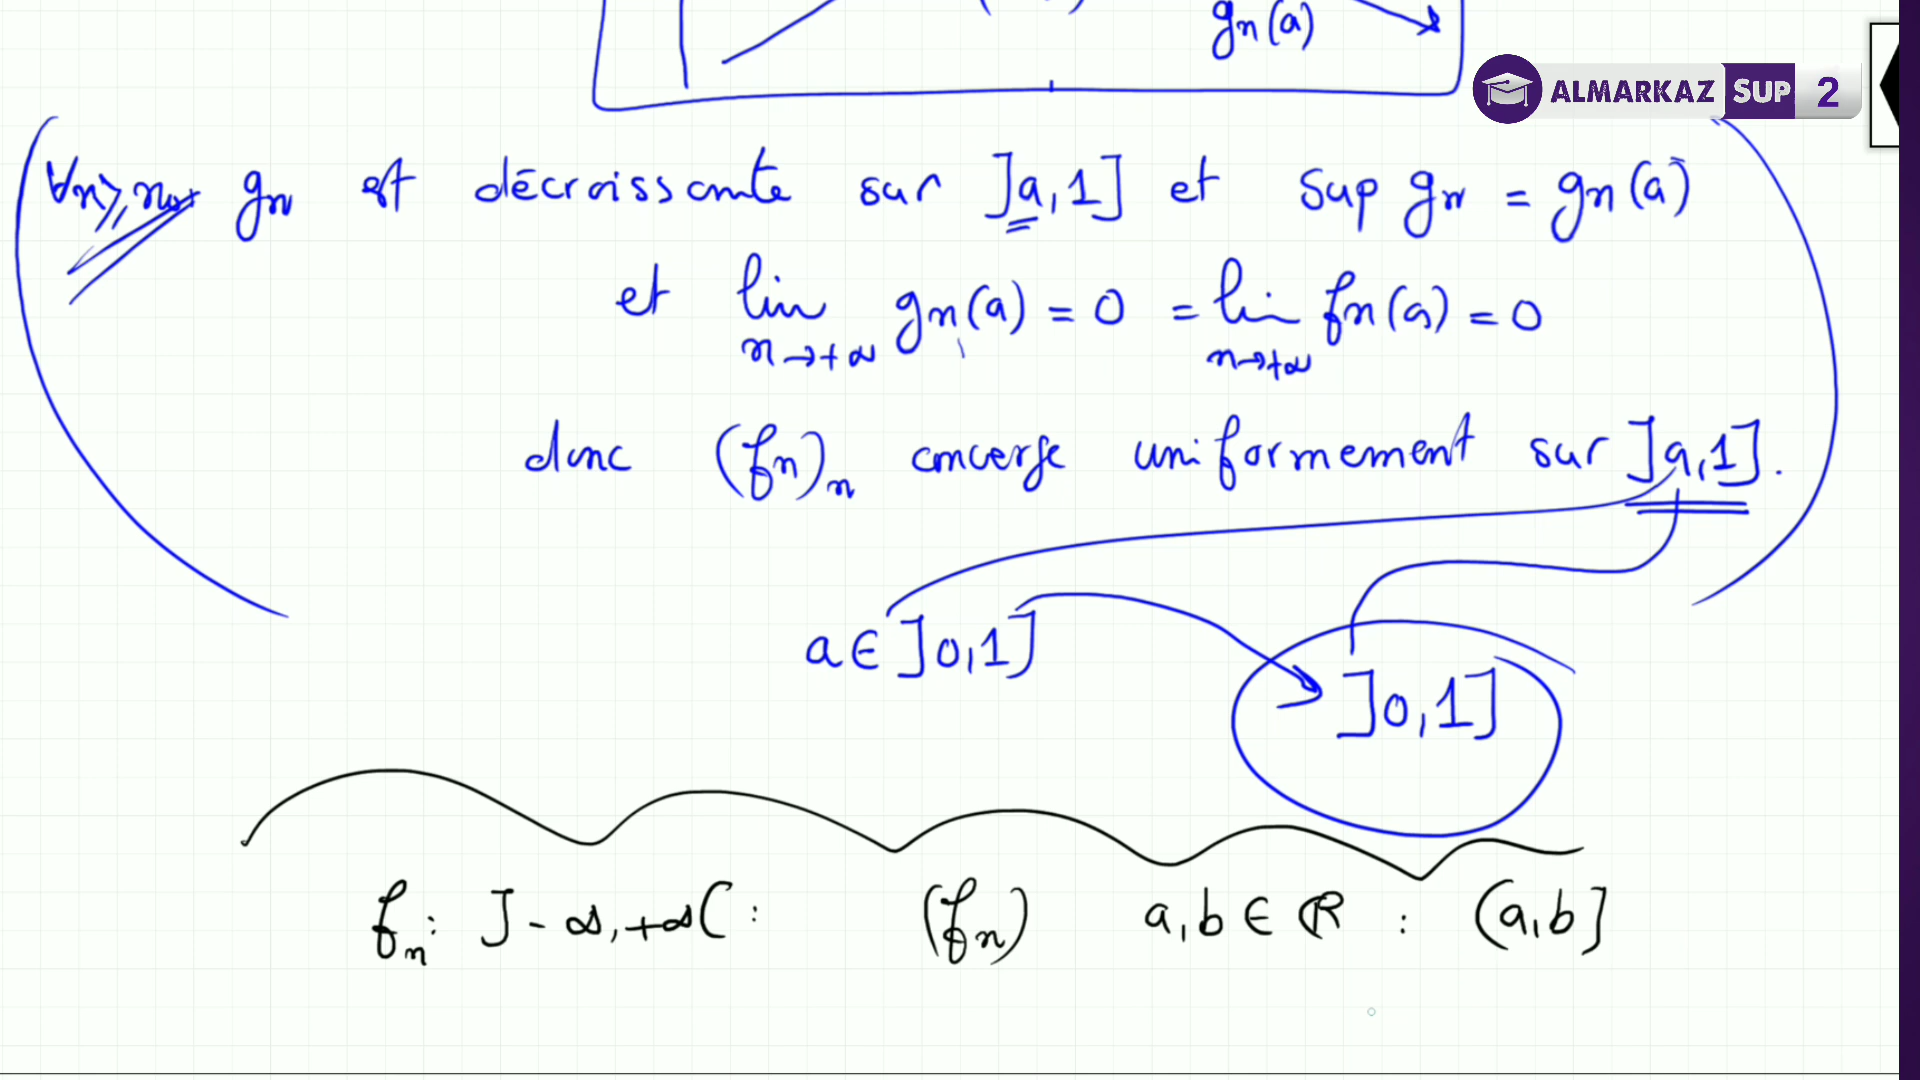 gn(a)
ALMARKAZ SUP 2
∀n⩾ gn est décroissante sur ]a,1] et sup gn = gn(a)
et lim gn(a) = 0 = lim fn(a) = 0
n→+∞ n→+∞
donc (fn)n converge uniformement sur ]a,1].
a∈]0,1]
]0,1]
fn: ]-∞,+∞[: (fn) a,b∈ℝ : [a,b]